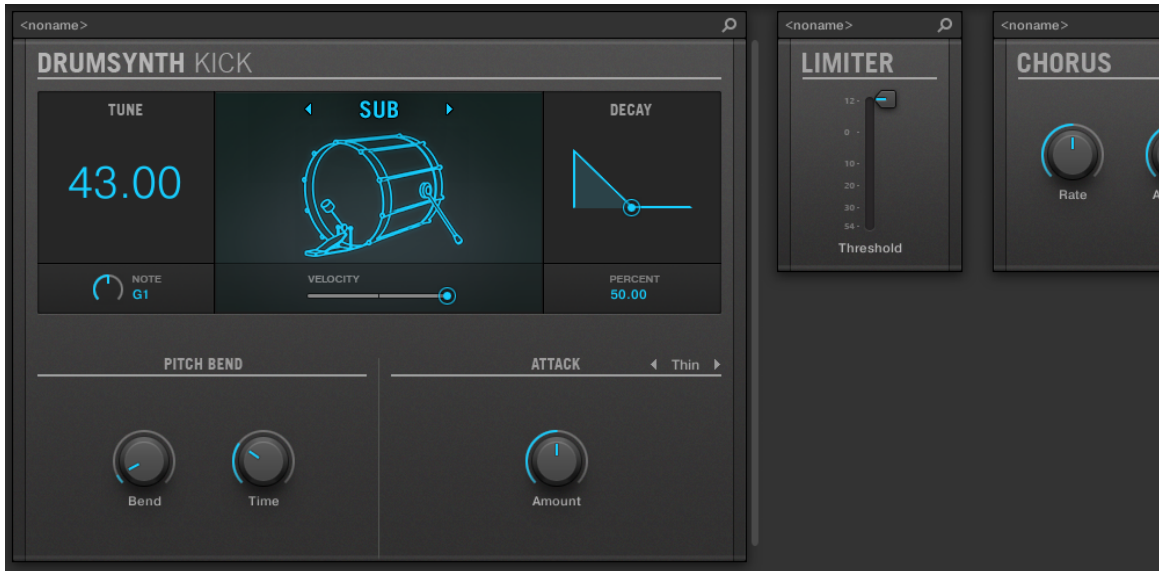 <noname>
DRUMSYNTH KICK
TUNE
43.00
NOTE
G1
SUB
VELOCITY
DECAY
PERCENT
50.00
PITCH BEND
Bend
Time
ATTACK
Thin
Amount
<noname>
LIMITER
12
0
10
20
30
54
Threshold
<noname>
CHORUS
Rate
A